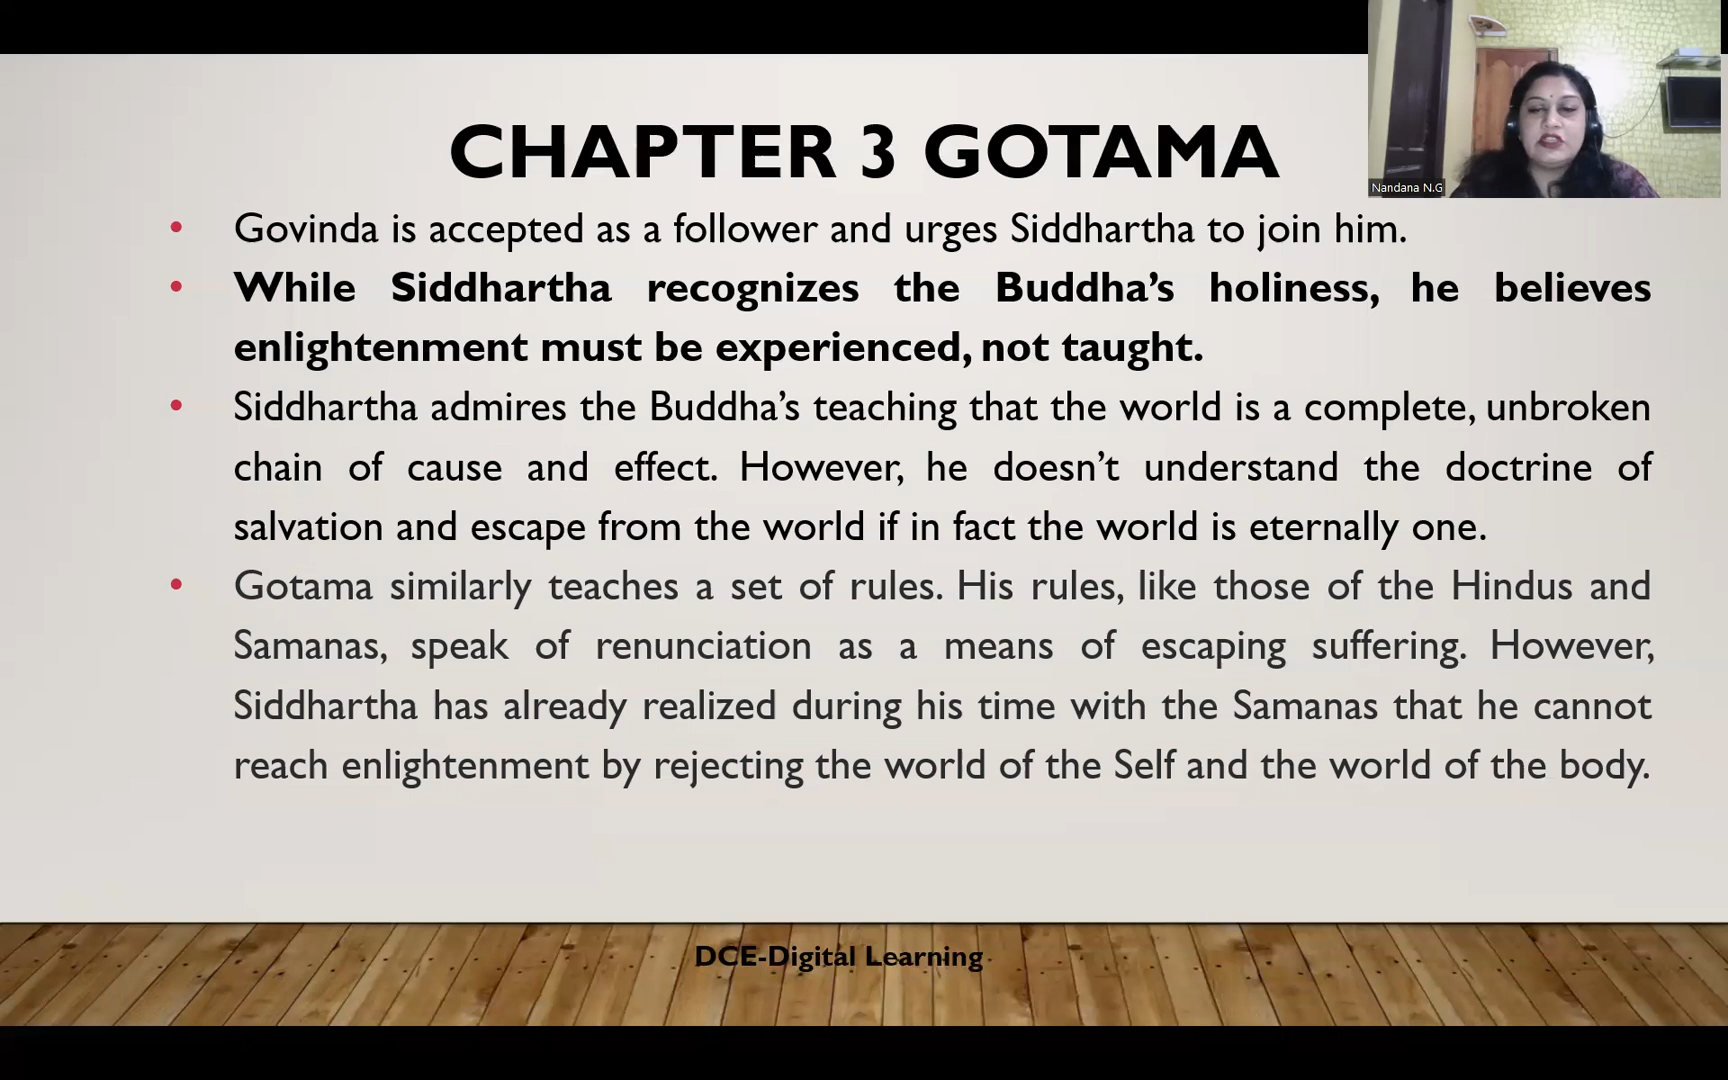 CHAPTER 3 GOTAMA
Nandana N.G
• Govinda is accepted as a follower and urges Siddhartha to join him.
• While Siddhartha recognizes the Buddha’s holiness, he believes
enlightenment must be experienced, not taught.
• Siddhartha admires the Buddha’s teaching that the world is a complete, unbroken
chain of cause and effect. However, he doesn’t understand the doctrine of
salvation and escape from the world if in fact the world is eternally one.
• Gotama similarly teaches a set of rules. His rules, like those of the Hindus and
Samanas, speak of renunciation as a means of escaping suffering. However,
Siddhartha has already realized during his time with the Samanas that he cannot
reach enlightenment by rejecting the world of the Self and the world of the body.
DCE-Digital Learning